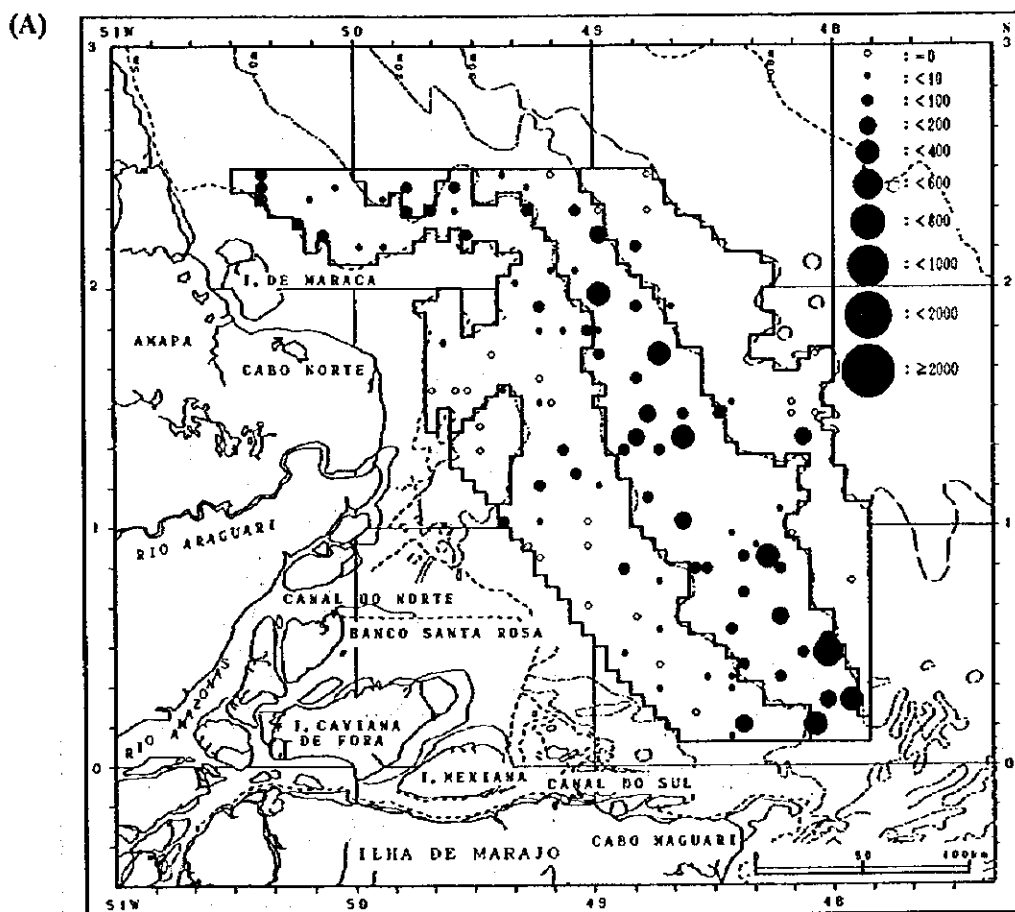 (A)
51W 50 49 48 N
3 3
: =0
: <10
: <100
: <200
: <400
: <600
: <800
: <1000
: <2000
: ≥2000
2 2
I. DE MARACA
AMAPA
CABO NORTE
1 1
RIO ARAGUARI
CANAL DO NORTE
BANCO SANTA ROSA
RIO AMAZONAS
I. CAVIANA
DE FORA
0 0
I. MEXIANA
CANAL DO SUL
CABO MAGUARI
ILHA DE MARAJO
50 100km
51W 50 49 48